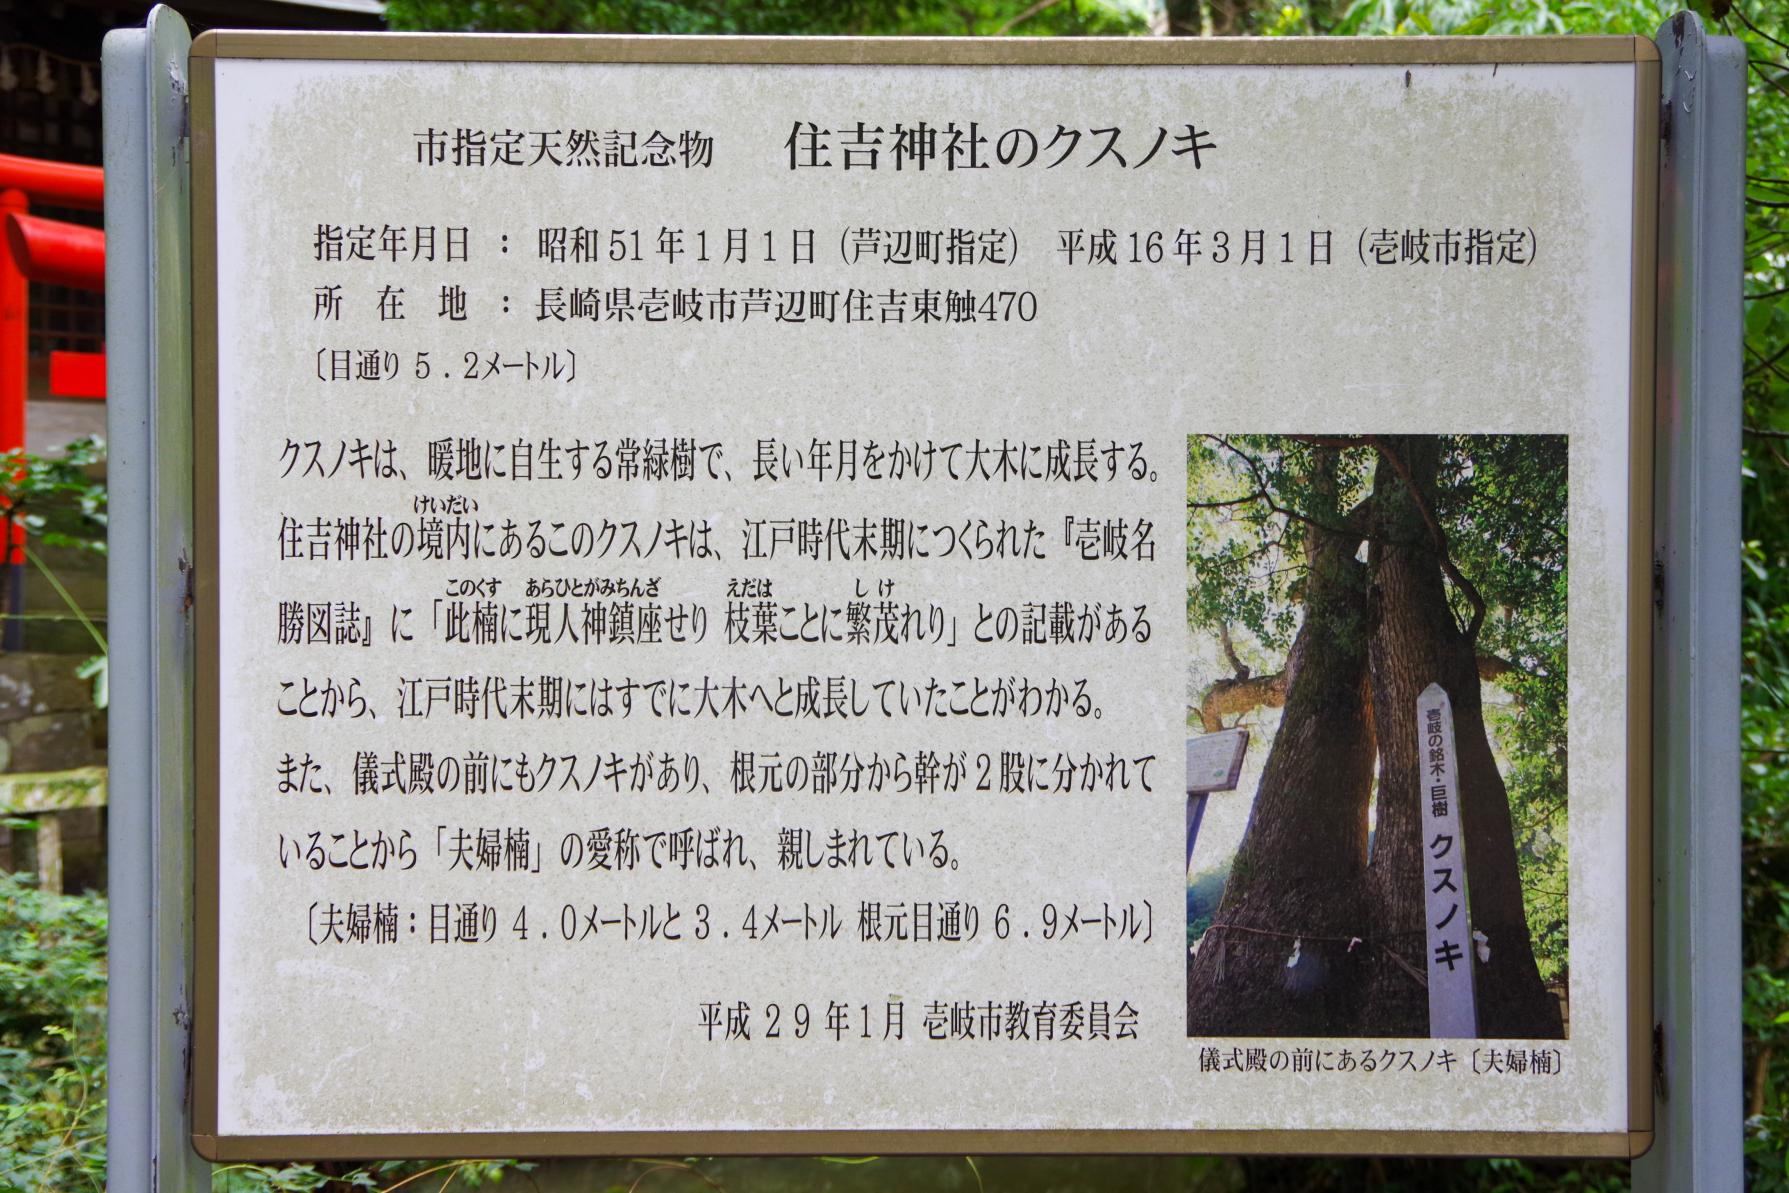 市指定天然記念物　住吉神社のクスノキ
指定年月日：昭和51年1月1日（芦辺町指定）　平成16年3月1日（壱岐市指定）
所在地：長崎県壱岐市芦辺町住吉東触470
〔目通り 5.2メートル〕
クスノキは、暖地に自生する常緑樹で、長い年月をかけて大木に成長する。
けいだい
住吉神社の境内にあるこのクスノキは、江戸時代末期につくられた『壱岐名
このくす　あらひとがみちんざ　えだは　しけ
勝図誌』に「此楠に現人神鎮座せり 枝葉ことに繁茂れり」との記載がある
ことから、江戸時代末期にはすでに大木へと成長していたことがわかる。
また、儀式殿の前にもクスノキがあり、根元の部分から幹が2股に分かれて
いることから「夫婦楠」の愛称で呼ばれ、親しまれている。
〔夫婦楠：目通り 4.0メートルと 3.4メートル 根元目通り 6.9メートル〕
平成 29 年1月 壱岐市教育委員会
壱岐の銘木・巨樹 クスノキ
儀式殿の前にあるクスノキ〔夫婦楠〕